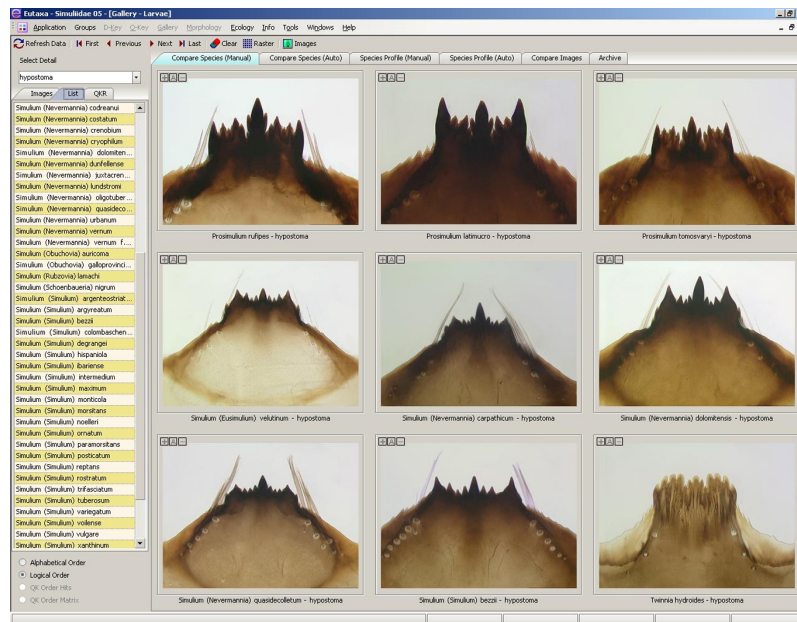 Eutaxa - Simuliidae 05 - [Gallery - Larvae]
Application Groups D-Key Q-Key Gallery Morphology Ecology Info Tools Windows Help
Refresh Data First Previous Next Last Clear Raster Images
Select Detail
Compare Species (Manual) Compare Species (Auto) Species Profile (Manual) Species Profile (Auto) Compare Images Archive
hypostoma
Images List QKR
Simulium (Nevermannia) codreanui
Simulium (Nevermannia) costatum
Simulium (Nevermannia) crenobium
Simulium (Nevermannia) cryophilum
Simulium (Nevermannia) dolomiten...
Simulium (Nevermannia) dunfellense
Simulium (Nevermannia) juxtacren...
Simulium (Nevermannia) lundstromi
Simulium (Nevermannia) oligotuber...
Simulium (Nevermannia) quasideco...
Simulium (Nevermannia) urbanum
Simulium (Nevermannia) vernum
Simulium (Nevermannia) vernum f....
Simulium (Obuchovia) auricoma
Simulium (Obuchovia) galloprovinci...
Simulium (Rubzovia) lamachi
Simulium (Schoenbaueria) nigrum
Simulium (Simulium) argenteostriat...
Simulium (Simulium) argyreatum
Simulium (Simulium) bezzii
Simulium (Simulium) colombaschen...
Simulium (Simulium) degrangei
Simulium (Simulium) hispaniola
Simulium (Simulium) ibariense
Simulium (Simulium) intermedium
Simulium (Simulium) maximum
Simulium (Simulium) monticola
Simulium (Simulium) morsitans
Simulium (Simulium) noelleri
Simulium (Simulium) ornatum
Simulium (Simulium) paramorsitans
Simulium (Simulium) posticatum
Simulium (Simulium) reptans
Simulium (Simulium) rostratum
Simulium (Simulium) trifasciatum
Simulium (Simulium) tuberosum
Simulium (Simulium) variegatum
Simulium (Simulium) voilense
Simulium (Simulium) vulgare
Simulium (Simulium) xanthinum
Alphabetical Order
Logical Order
QK Order Hits
QK Order Matrix
Prosimulium rufipes - hypostoma
Prosimulium latimucro - hypostoma
Prosimulium tomosvaryi - hypostoma
Simulium (Eusimulium) velutinum - hypostoma
Simulium (Nevermannia) carpathicum - hypostoma
Simulium (Nevermannia) dolomitensis - hypostoma
Simulium (Nevermannia) quasidecolletum - hypostoma
Simulium (Simulium) bezzii - hypostoma
Twinnia hydroides - hypostoma